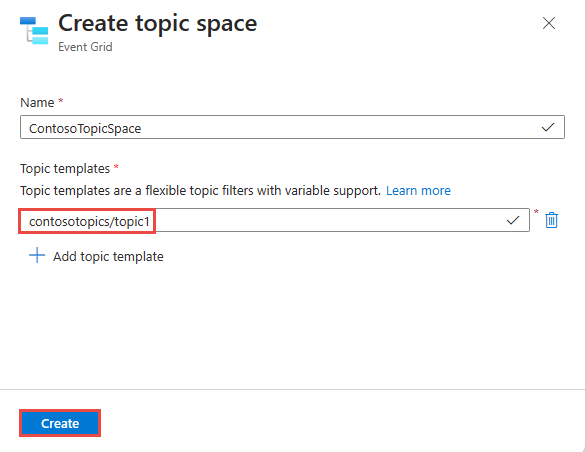 Create topic space
Event Grid
Name *
ContosoTopicSpace
Topic templates *
Topic templates are a flexible topic filters with variable support. Learn more
contosotopics/topic1
*
Add topic template
Create